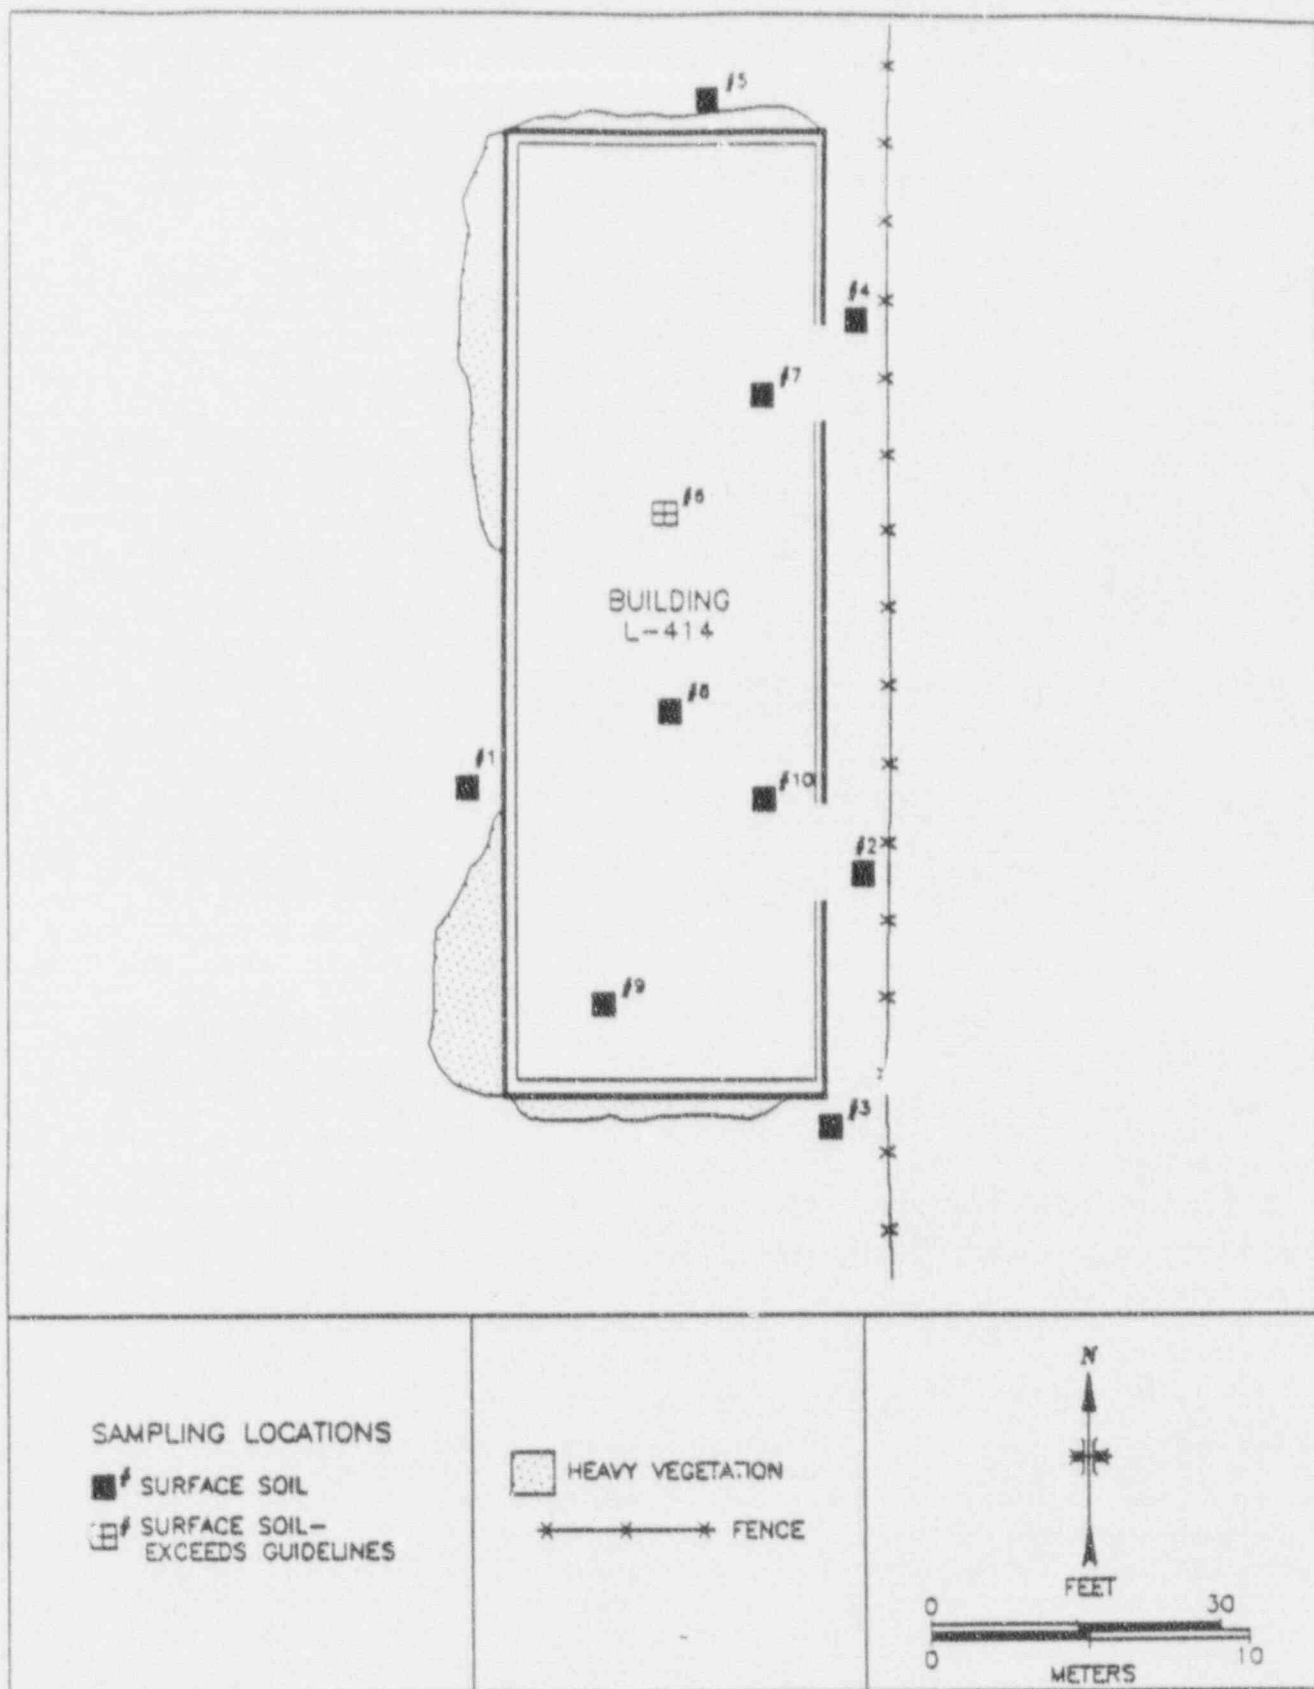 #5
#4
#7
#6
BUILDING
L-414
#8
#1
#10
#2
#9
#3
SAMPLING LOCATIONS
# SURFACE SOIL
# SURFACE SOIL-
EXCEEDS GUIDELINES
HEAVY VEGETATION
FENCE
N
FEET
0 30
0 10
METERS